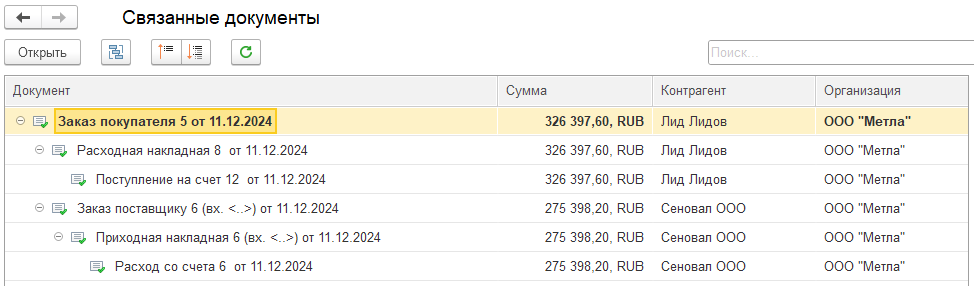 Связанные документы
Открыть
Поиск...
Документ Сумма Контрагент Организация
Заказ покупателя 5 от 11.12.2024 326 397,60, RUB Лид Лидов ООО "Метла"
Расходная накладная 8 от 11.12.2024 326 397,60, RUB Лид Лидов ООО "Метла"
Поступление на счет 12 от 11.12.2024 326 397,60, RUB Лид Лидов ООО "Метла"
Заказ поставщику 6 (вх. <..>) от 11.12.2024 275 398,20, RUB Сеновал ООО ООО "Метла"
Приходная накладная 6 (вх. <..>) от 11.12.2024 275 398,20, RUB Сеновал ООО ООО "Метла"
Расход со счета 6 от 11.12.2024 275 398,20, RUB Сеновал ООО ООО "Метла"